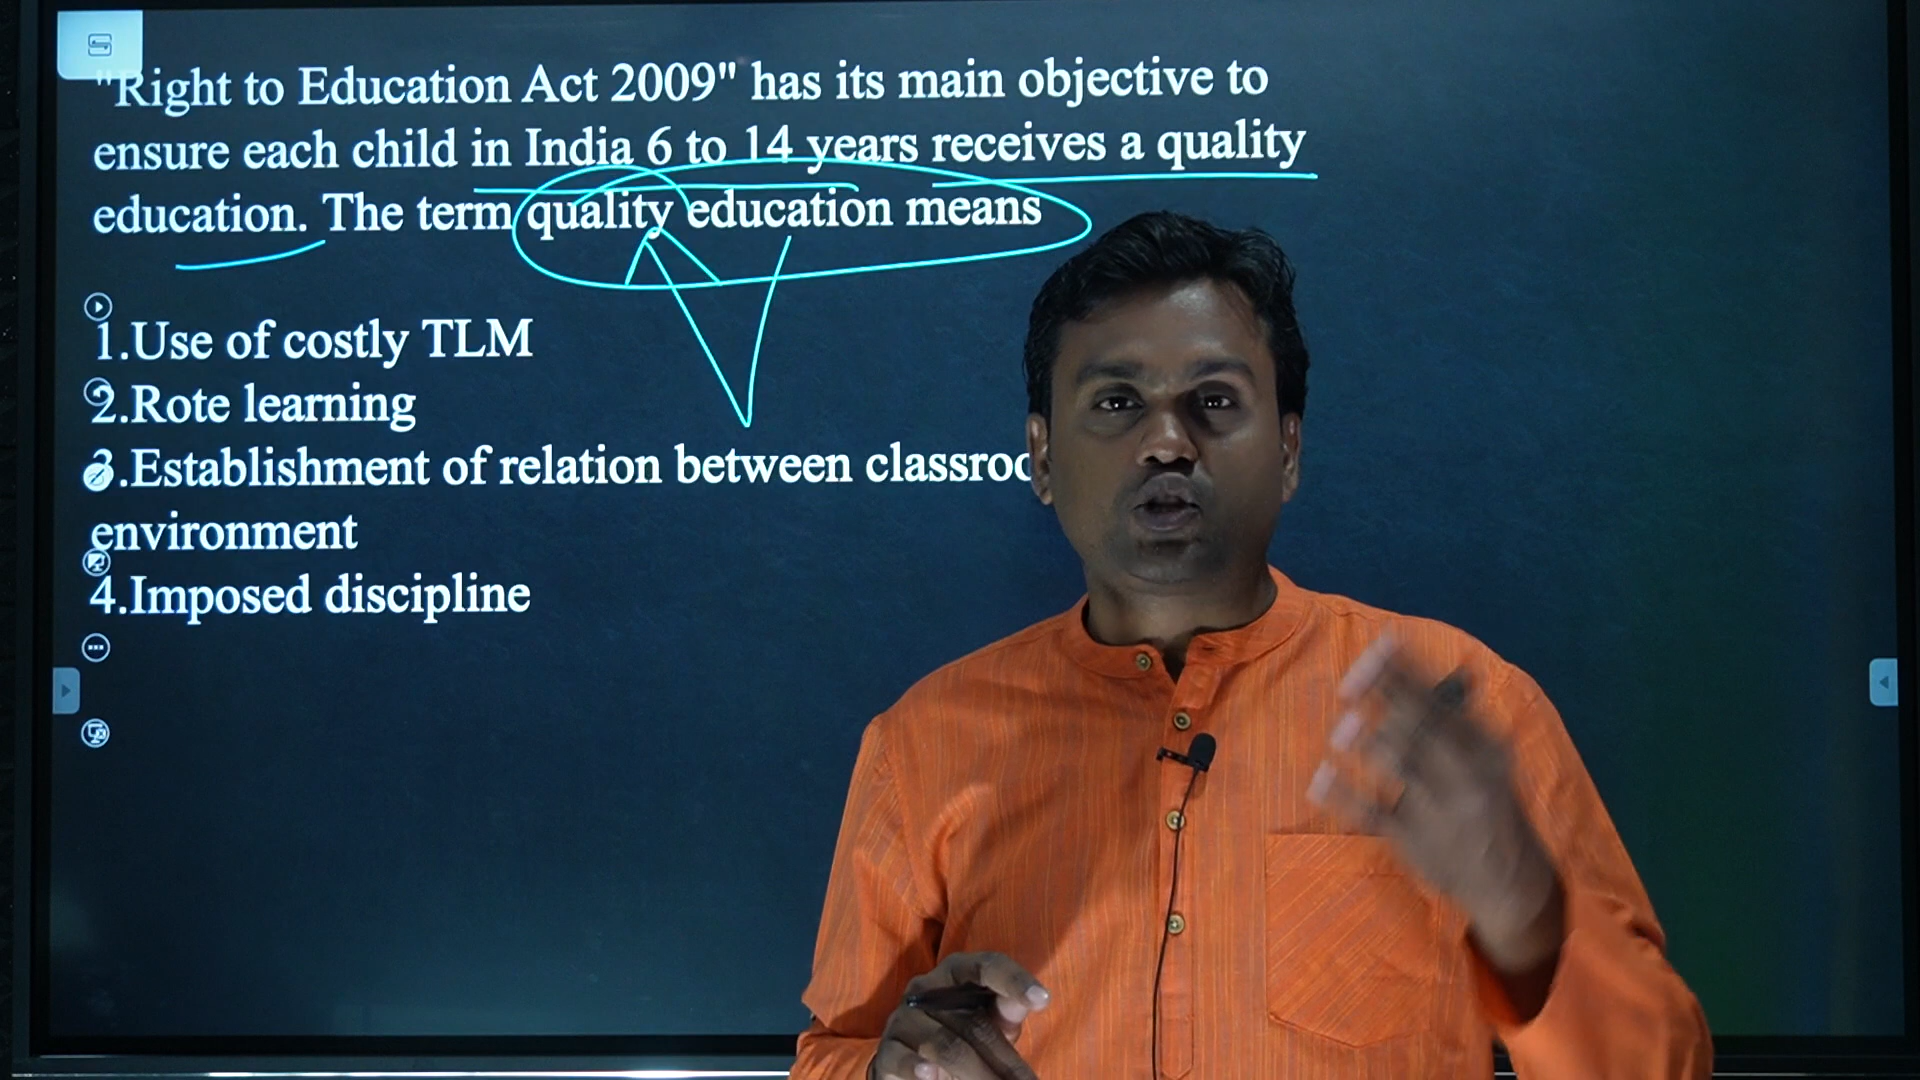 "Right to Education Act 2009" has its main objective to
ensure each child in India 6 to 14 years receives a quality
education. The term quality education means
1.Use of costly TLM
2.Rote learning
3.Establishment of relation between
environment
4.Imposed discipline